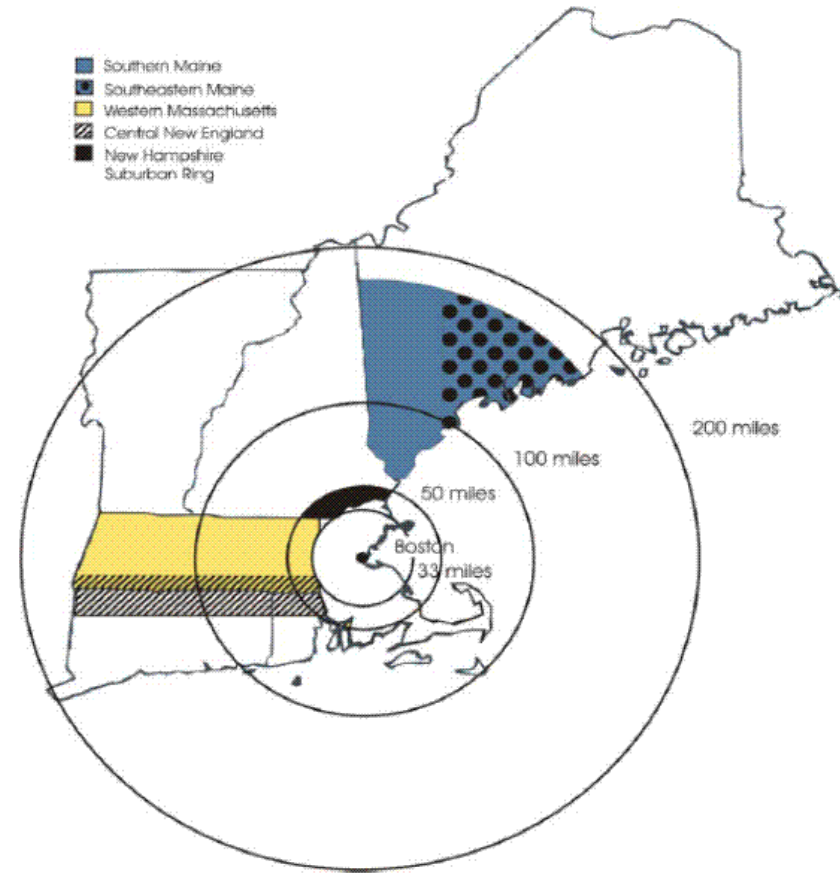 Southern Maine
Southeastern Maine
Western Massachusetts
Central New England
New Hampshire
Suburban Ring
200 miles
100 miles
50 miles
Boston
33 miles